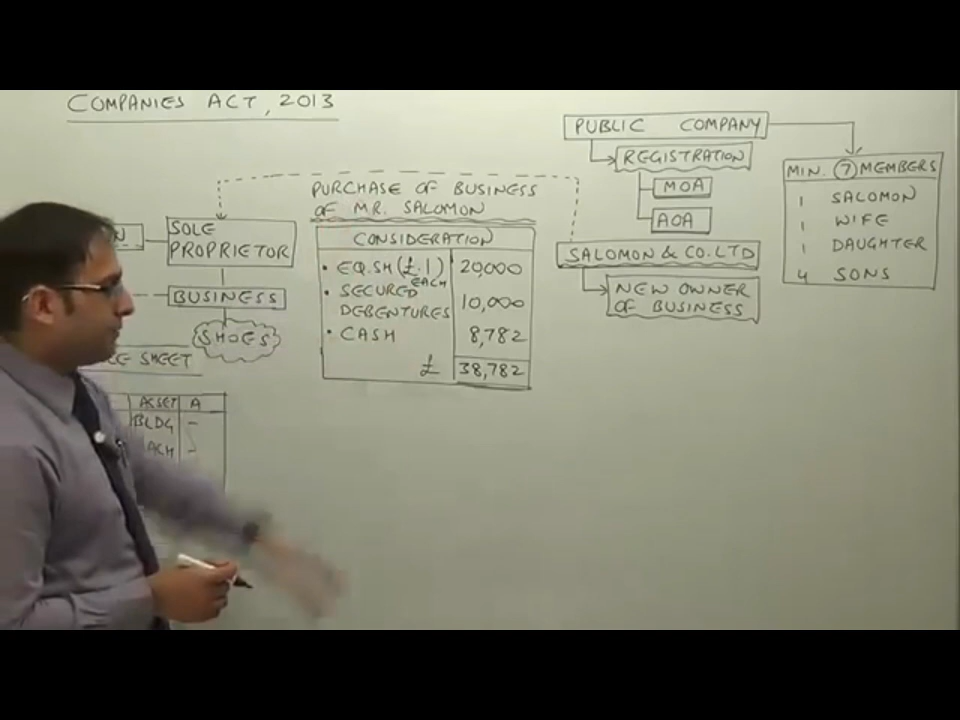 COMPANIES ACT, 2013
SOLE
PROPRIETOR
BUSINESS
SHOES
SHEET
ASSET A
BLDG
PURCHASE OF BUSINESS
OF MR. SALOMON
CONSIDERATION
• EQ.SH (£.1) EACH 20,000
• SECURED
DEBENTURES 10,000
• CASH 8,782
£ 38,782
PUBLIC COMPANY
REGISTRATION
MOA
AOA
SALOMON & CO. LTD
NEW OWNER
OF BUSINESS
MIN. 7 MEMBERS
1 SALOMON
1 WIFE
1 DAUGHTER
4 SONS